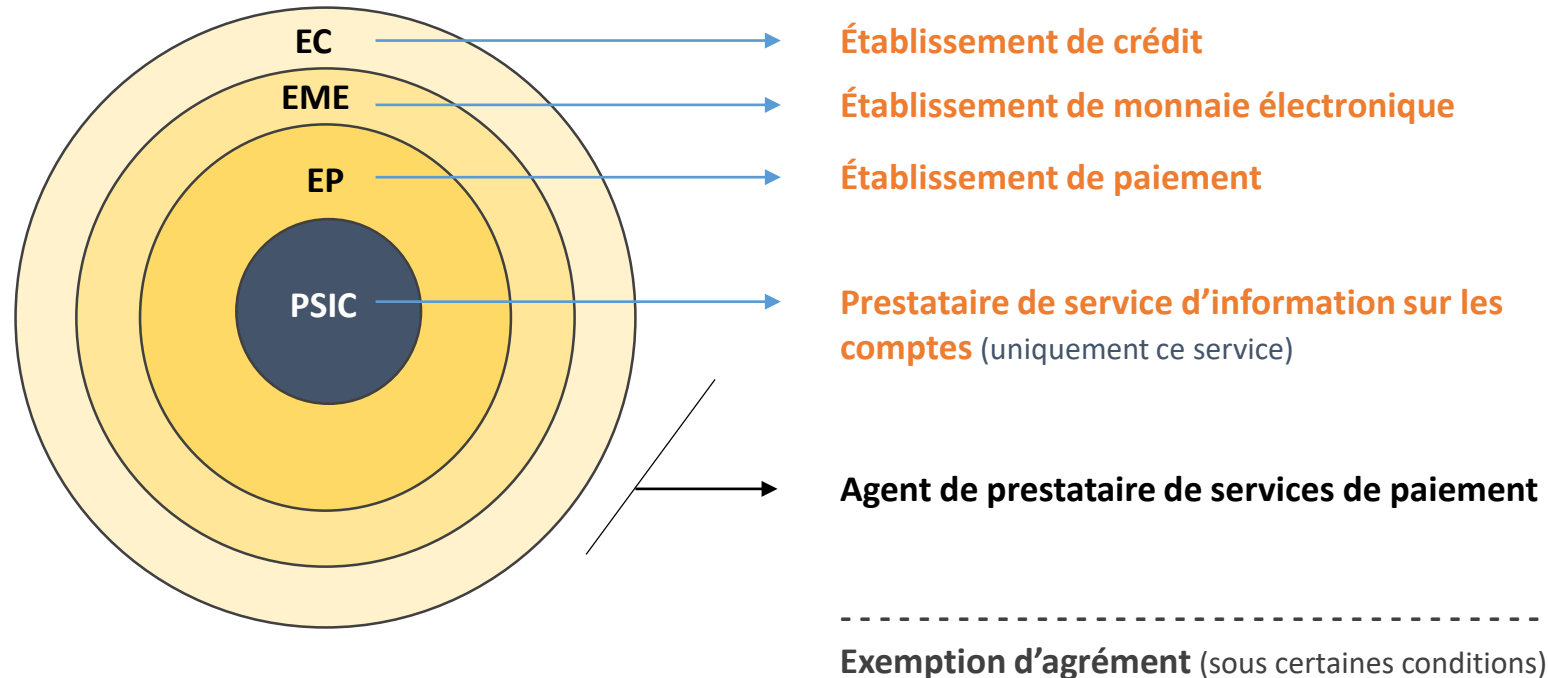 EC
Établissement de crédit
EME
Établissement de monnaie électronique
EP
Établissement de paiement
PSIC
Prestataire de service d’information sur les
comptes (uniquement ce service)
Agent de prestataire de services de paiement
Exemption d’agrément (sous certaines conditions)